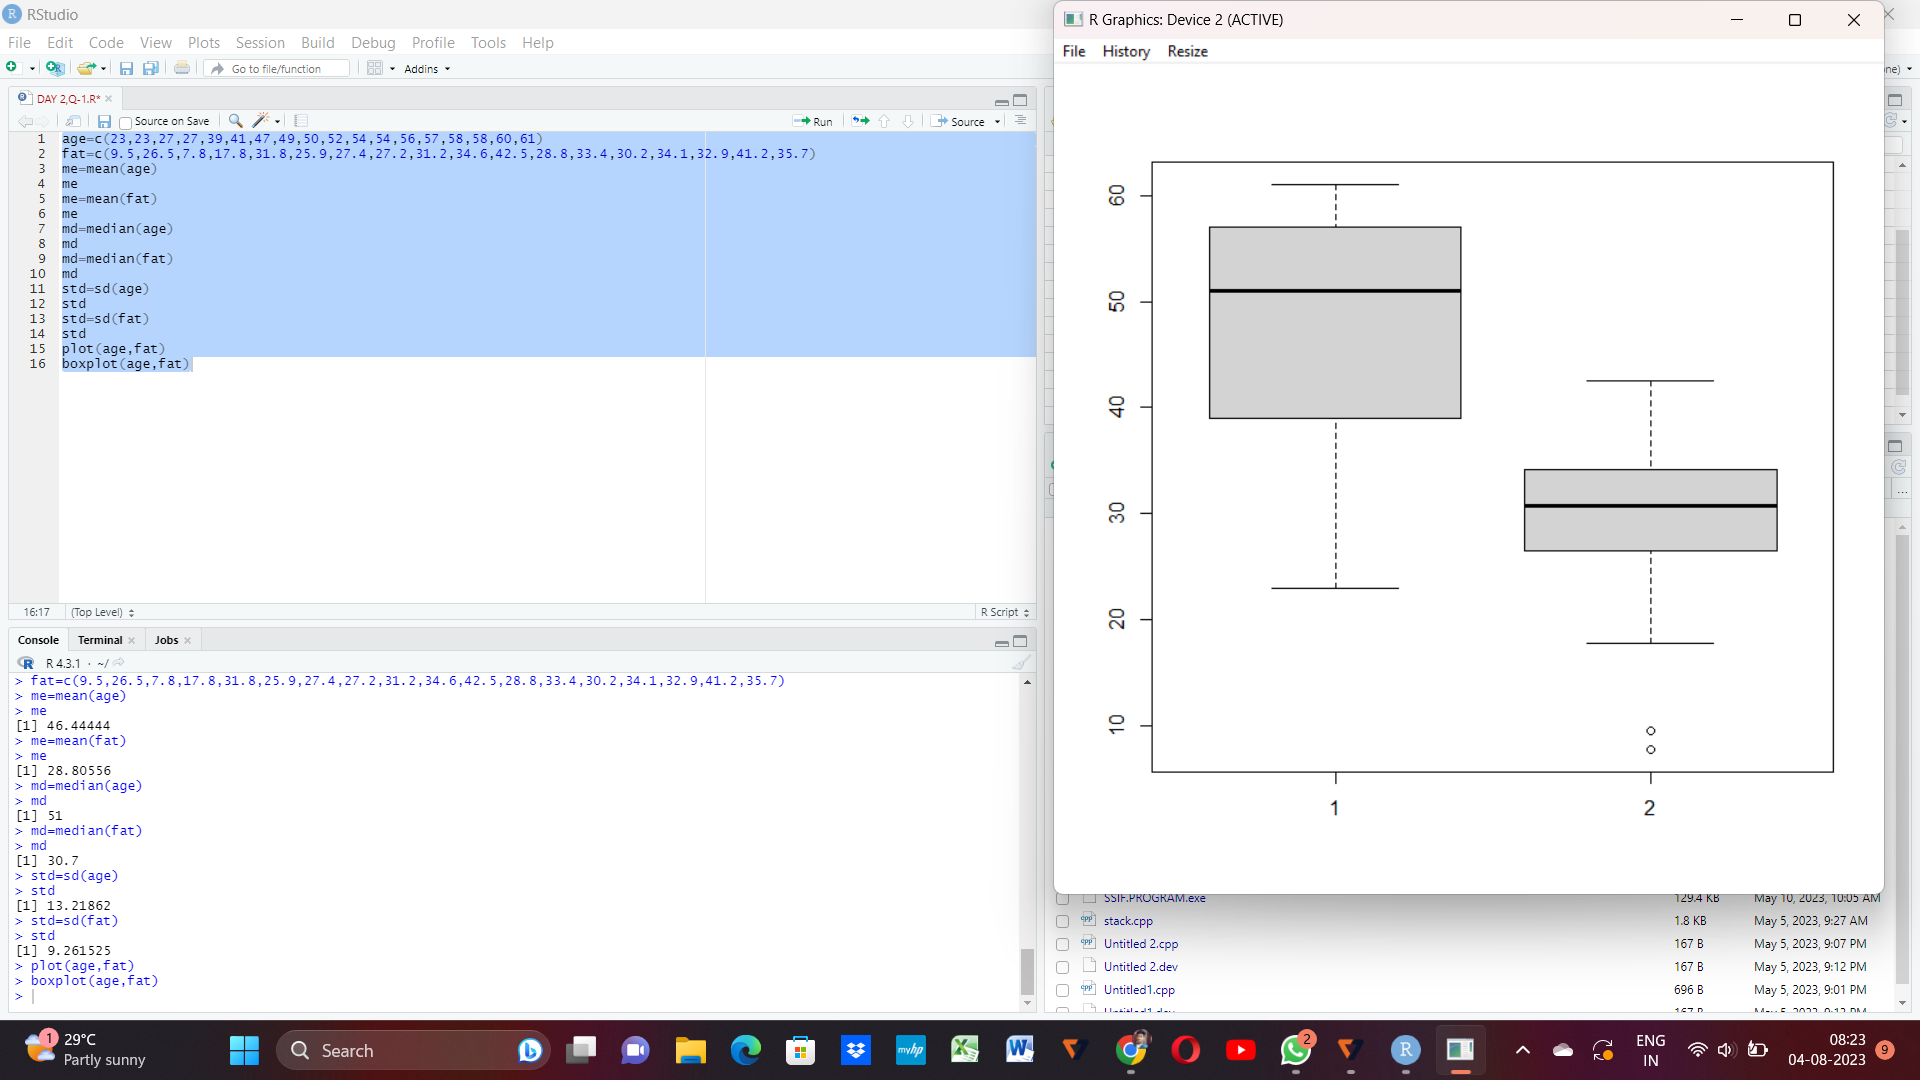 RStudio
File Edit Code View Plots Session Build Debug Profile Tools Help
Go to file/function Addins
DAY 2,Q-1.R*
Source on Save Run Source
1 age=c(23,23,27,27,39,41,47,49,50,52,54,54,56,57,58,58,60,61)
2 fat=c(9.5,26.5,7.8,17.8,31.8,25.9,27.4,27.2,31.2,34.6,42.5,28.8,33.4,30.2,34.1,32.9,41.2,35.7)
3 me=mean(age)
4 me
5 me=mean(fat)
6 me
7 md=median(age)
8 md
9 md=median(fat)
10 md
11 std=sd(age)
12 std
13 std=sd(fat)
14 std
15 plot(age,fat)
16 boxplot(age,fat)
16:17 (Top Level) R Script
Console Terminal Jobs
R 4.3.1 · ~/
> fat=c(9.5,26.5,7.8,17.8,31.8,25.9,27.4,27.2,31.2,34.6,42.5,28.8,33.4,30.2,34.1,32.9,41.2,35.7)
> me=mean(age)
> me
[1] 46.44444
> me=mean(fat)
> me
[1] 28.80556
> md=median(age)
> md
[1] 51
> md=median(fat)
> md
[1] 30.7
> std=sd(age)
> std
[1] 13.21862
> std=sd(fat)
> std
[1] 9.261525
> plot(age,fat)
> boxplot(age,fat)
>
R Graphics: Device 2 (ACTIVE)
File History Resize
60
50
40
30
20
10
1 2
ne)
SSIF.PROGRAM.exe 129.4 KB May 10, 2023, 10:05 AM
stack.cpp 1.8 KB May 5, 2023, 9:27 AM
Untitled 2.cpp 167 B May 5, 2023, 9:07 PM
Untitled 2.dev 167 B May 5, 2023, 9:12 PM
Untitled1.cpp 696 B May 5, 2023, 9:01 PM
1 29°C
Partly sunny
Search
myhp
2
ENG
IN
08:23
04-08-2023
9